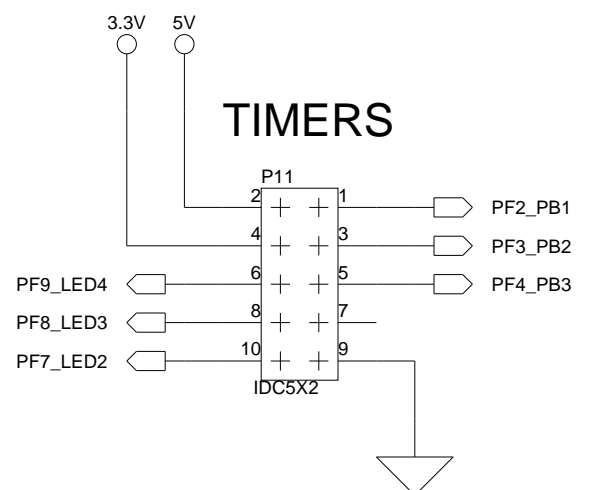 3.3V 5V
TIMERS
P11
2 1 PF2_PB1
4 3 PF3_PB2
PF9_LED4 6 5 PF4_PB3
PF8_LED3 8 7
PF7_LED2 10 9
IDC5X2